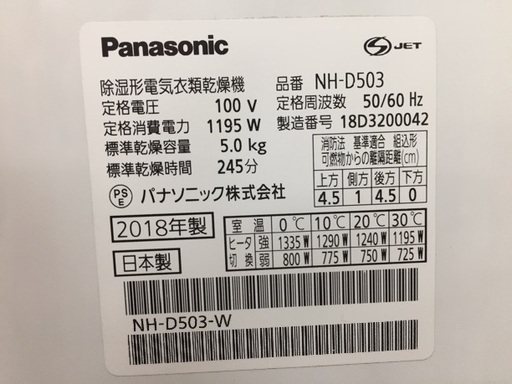 Panasonic
S JET
除湿形電気衣類乾燥機
品番 NH-D503
定格電圧 100 V
定格周波数 50/60 Hz
定格消費電力 1195 W
製造番号 18D3200042
標準乾燥容量 5.0 kg
標準乾燥時間 245分
消防法 基準適合 組込形
可燃物からの離隔距離(cm)
上方 側方 後方 下方
4.5 1 4.5 0
PSE パナソニック株式会社
2018年製
日本製
室温 0℃ 10℃ 20℃ 30℃
ヒータ 強 1335 W 1290 W 1240 W 1195 W
切換 弱 800 W 775 W 750 W 725 W
NH-D503-W